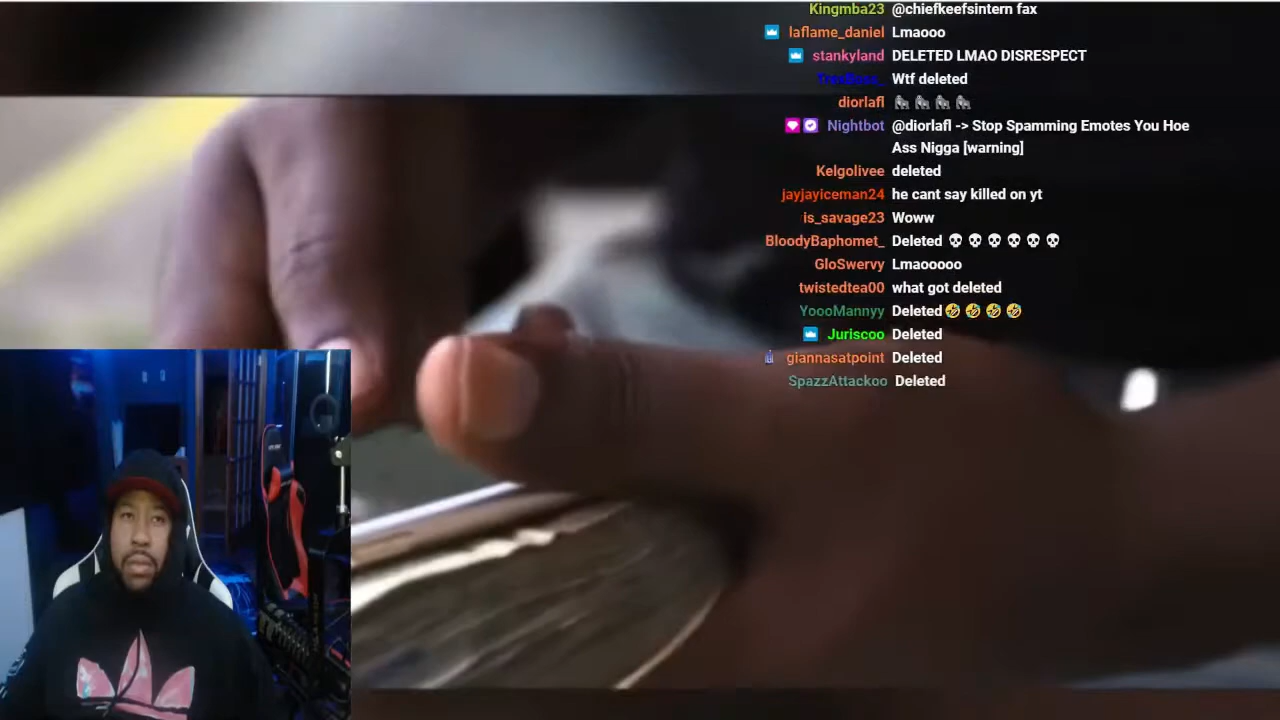 Kingmba23 @chiefkeefsintern fax
laflame_daniel Lmaooo
stankyland DELETED LMAO DISRESPECT
Wtf deleted
diorlafl
Nightbot @diorlafl -> Stop Spamming Emotes You Hoe
Ass Nigga [warning]
Kelgolivee deleted
jayjayiceman24 he cant say killed on yt
is_savage23 Woww
BloodyBaphomet_ Deleted
GloSwervy Lmaooooo
twistedtea00 what got deleted
YoooMannyy Deleted
Juriscoo Deleted
giannasatpoint Deleted
SpazzAttackoo Deleted